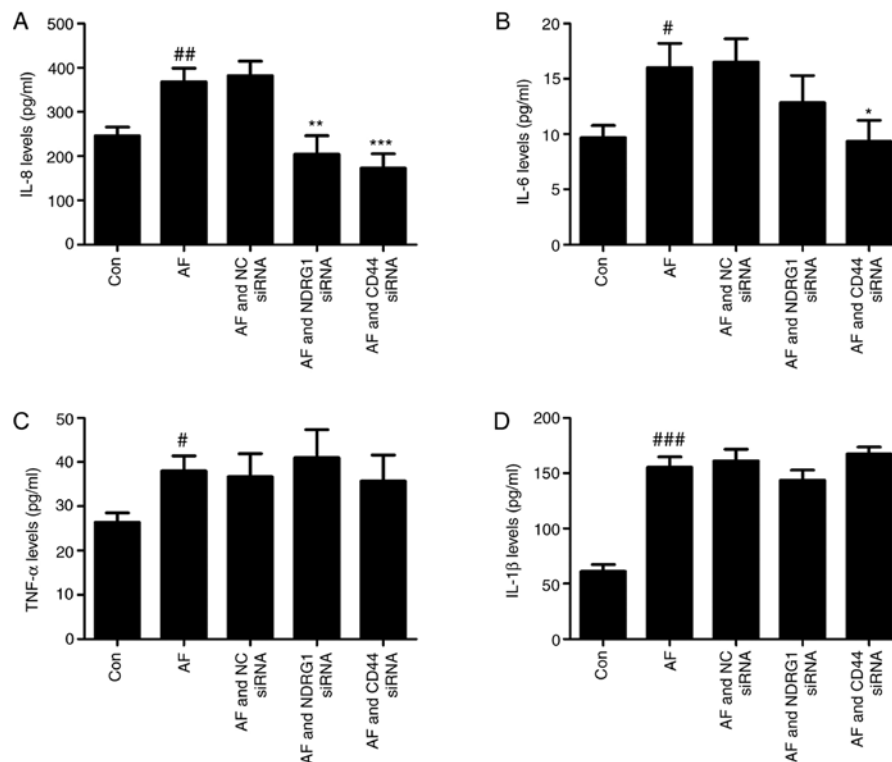 A
500
400
300
200
100
0
IL-8 levels (pg/ml)
##
**
***
Con
AF
AF and NC
siRNA
AF and NDRG1
siRNA
AF and CD44
siRNA
B
20
15
10
5
0
IL-6 levels (pg/ml)
#
*
Con
AF
AF and NC
siRNA
AF and NDRG1
siRNA
AF and CD44
siRNA
C
50
40
30
20
10
0
TNF-α levels (pg/ml)
#
Con
AF
AF and NC
siRNA
AF and NDRG1
siRNA
AF and CD44
siRNA
D
200
150
100
50
0
IL-1β levels (pg/ml)
###
Con
AF
AF and NC
siRNA
AF and NDRG1
siRNA
AF and CD44
siRNA